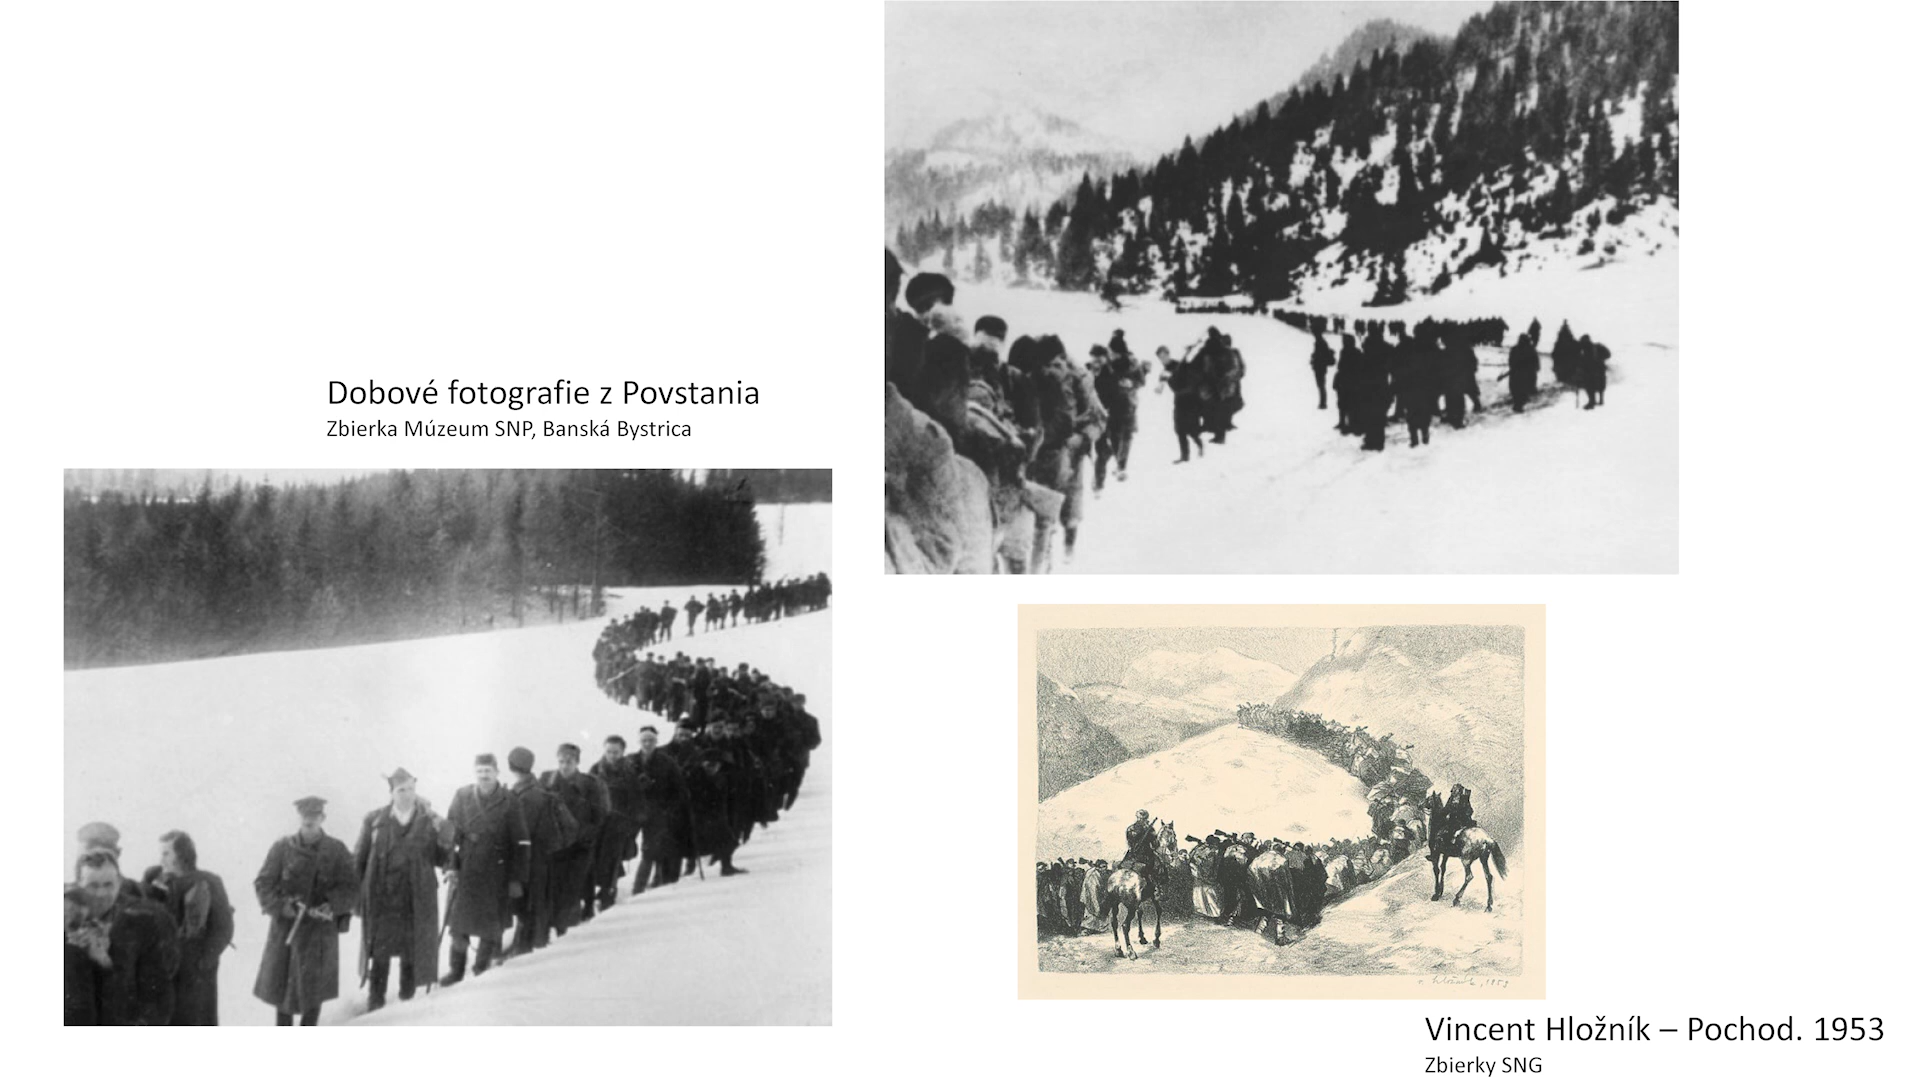 Dobové fotografie z Povstania
Zbierka Múzeum SNP, Banská Bystrica
Vincent Hložník – Pochod. 1953
Zbierky SNG